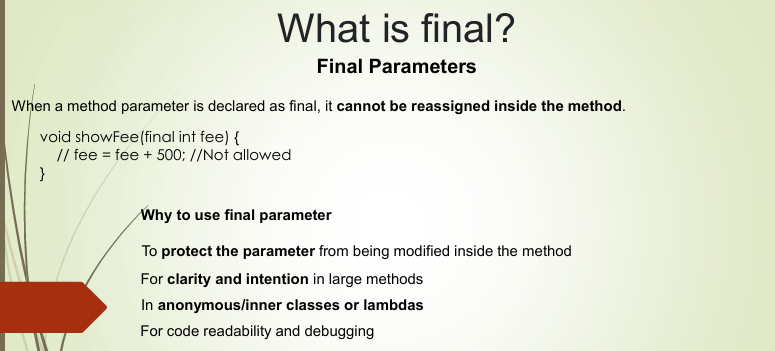 What is final?
Final Parameters
When a method parameter is declared as final, it cannot be reassigned inside the method.
void showFee(final int fee) {
// fee = fee + 500; //Not allowed
}
Why to use final parameter
To protect the parameter from being modified inside the method
For clarity and intention in large methods
In anonymous/inner classes or lambdas
For code readability and debugging